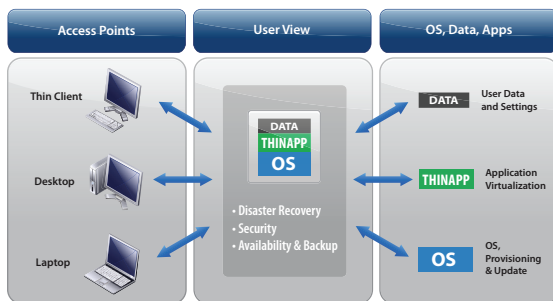 Access Points
User View
OS, Data, Apps
Thin Client
Desktop
Laptop
DATA
THINAPP
OS
• Disaster Recovery
• Security
• Availability & Backup
DATA
User Data
and Settings
THINAPP
Application
Virtualization
OS
OS,
Provisioning
& Update